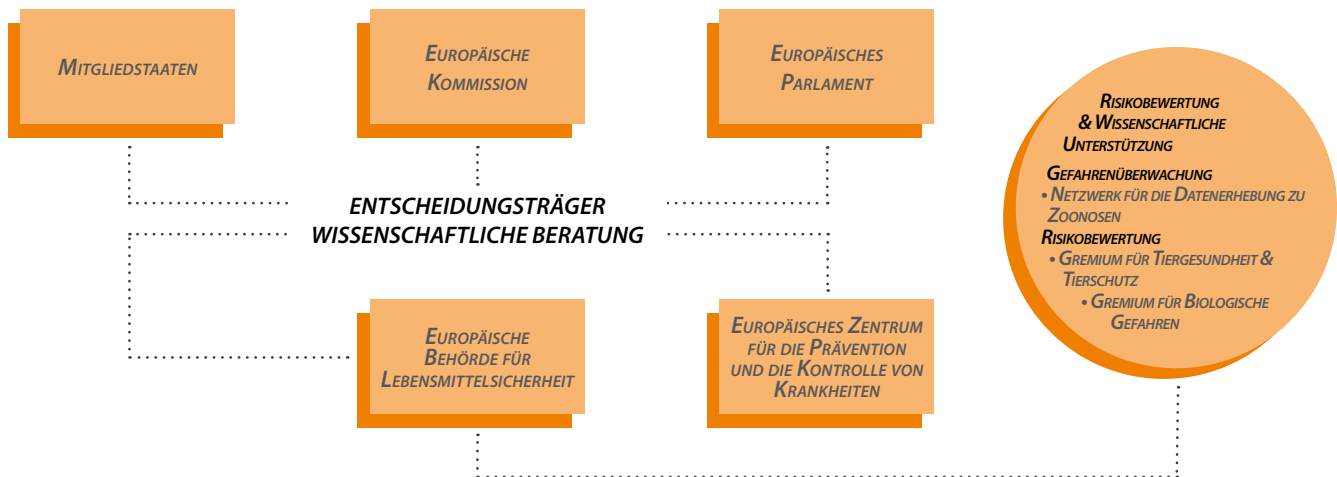 Mitgliedstaaten
Europäische
Kommission
Europäisches
Parlament
ENTSCHEIDUNGSTRÄGER
WISSENSCHAFTLICHE BERATUNG
Europäische
Behörde für
Lebensmittelsicherheit
Europäisches Zentrum
für die Prävention
und die Kontrolle von
Krankheiten
Risikobewertung
& Wissenschaftliche
Unterstützung
Gefahrenüberwachung
• Netzwerk für die Datenerhebung zu
Zoonosen
Risikobewertung
• Gremium für Tiergesundheit &
Tierschutz
• Gremium für Biologische
Gefahren